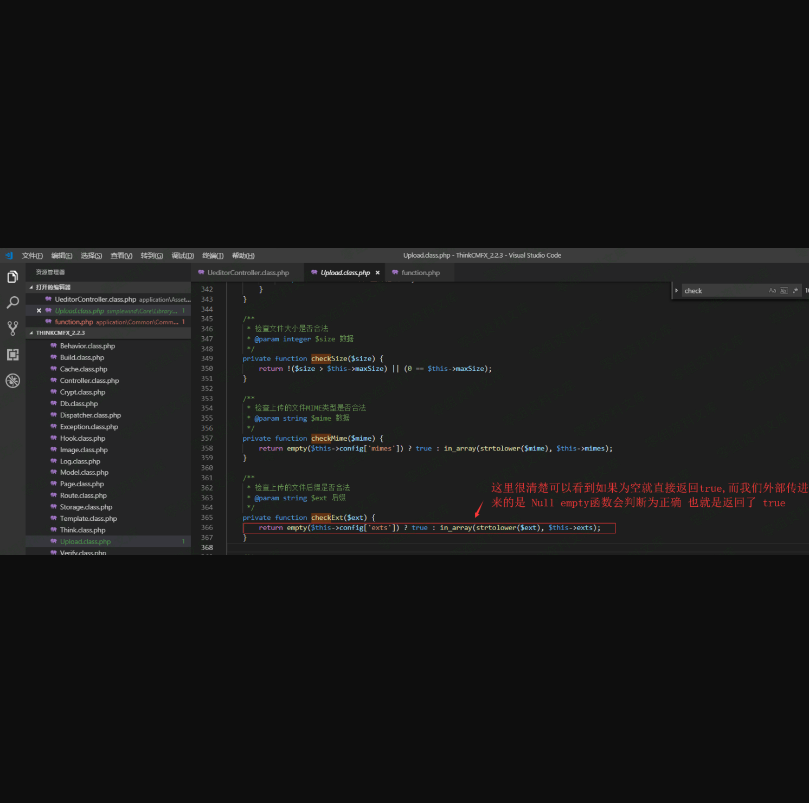 文件(F) 编辑(E) 选择(S) 查看(V) 转到(G) 调试(D) 终端(T) 帮助(H) Upload.class.php - ThinkCMFX_2.2.3 - Visual Studio Code
资源管理器 UeditorController.class.php Upload.class.php × function.php
打开的编辑器
UeditorController.class.php application\Asset...
× Upload.class.php simplewind\Core\Library... 1
function.php application\Common\Comm... 1
THINKCMFX_2.2.3
Behavior.class.php
Build.class.php
Cache.class.php
Controller.class.php
Crypt.class.php
Db.class.php
Dispatcher.class.php
Exception.class.php
Hook.class.php
Image.class.php
Log.class.php
Model.class.php
Page.class.php
Route.class.php
Storage.class.php
Template.class.php
Think.class.php
Upload.class.php 1
Verify.class.php
check
342 }
343 }
344
345 /**
346 * 检查文件大小是否合法
347 * @param integer $size 数据
348 */
349 private function checkSize($size) {
350 return !($size > $this->maxSize) || (0 == $this->maxSize);
351 }
352
353 /**
354 * 检查上传的文件MIME类型是否合法
355 * @param string $mime 数据
356 */
357 private function checkMime($mime) {
358 return empty($this->config['mimes']) ? true : in_array(strtolower($mime), $this->mimes);
359 }
360
361 /**
362 * 检查上传的文件后缀是否合法
363 * @param string $ext 后缀
364 */
365 private function checkExt($ext) {
366 return empty($this->config['exts']) ? true : in_array(strtolower($ext), $this->exts);
367 }
368
这里很清楚可以看到如果为空就直接返回true,而我们外部传进
来的是 Null empty函数会判断为正确 也就是返回了 true